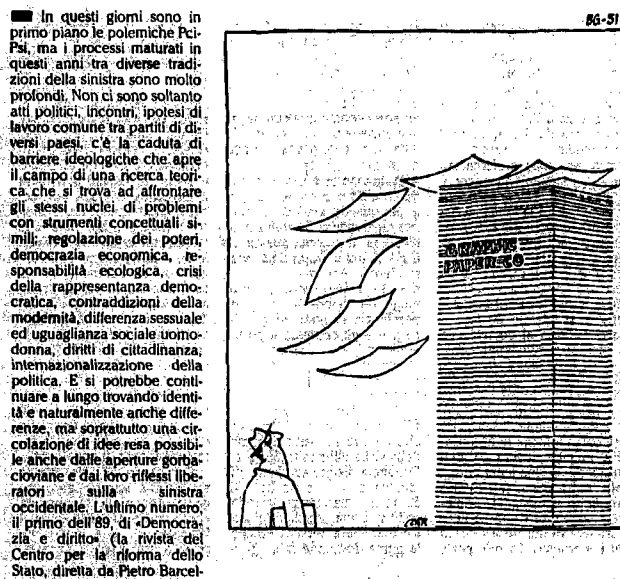 In questi giorni sono in
primo piano le polemiche Pci-
Psi, ma i processi maturati in
questi anni tra diverse tradi-
zioni della sinistra sono molto
profondi. Non ci sono soltanto
atti politici, incontri, ipotesi di
lavoro comune tra partiti di di-
versi paesi, c'è la caduta di
barriere ideologiche che apre
il campo di una ricerca teori-
ca che si trova ad affrontare
gli stessi nuclei di problemi
con strumenti concettuali si-
mili: regolazione dei poteri,
democrazia economica, re-
sponsabilità ecologica, crisi
della rappresentanza demo-
cratica, contraddizioni della
modernità, differenza sessuale
ed uguaglianza sociale uomo-
donna, diritti di cittadinanza,
internazionalizzazione della
politica. E si potrebbe conti-
nuare a lungo trovando identi-
tà e naturalmente anche diffe-
renze, ma soprattutto una cir-
colazione di idee resa possibi-
le anche dalle aperture gorba-
cioviane e dai loro riflessi libe-
ratori sulla sinistra
occidentale. L'ultimo numero,
il primo dell'89, di «Democra-
zia e diritto» (la rivista del
Centro per la riforma dello
Stato, diretta da Pietro Barcel-
BG-51
GRAPHIC
PAPER-CO